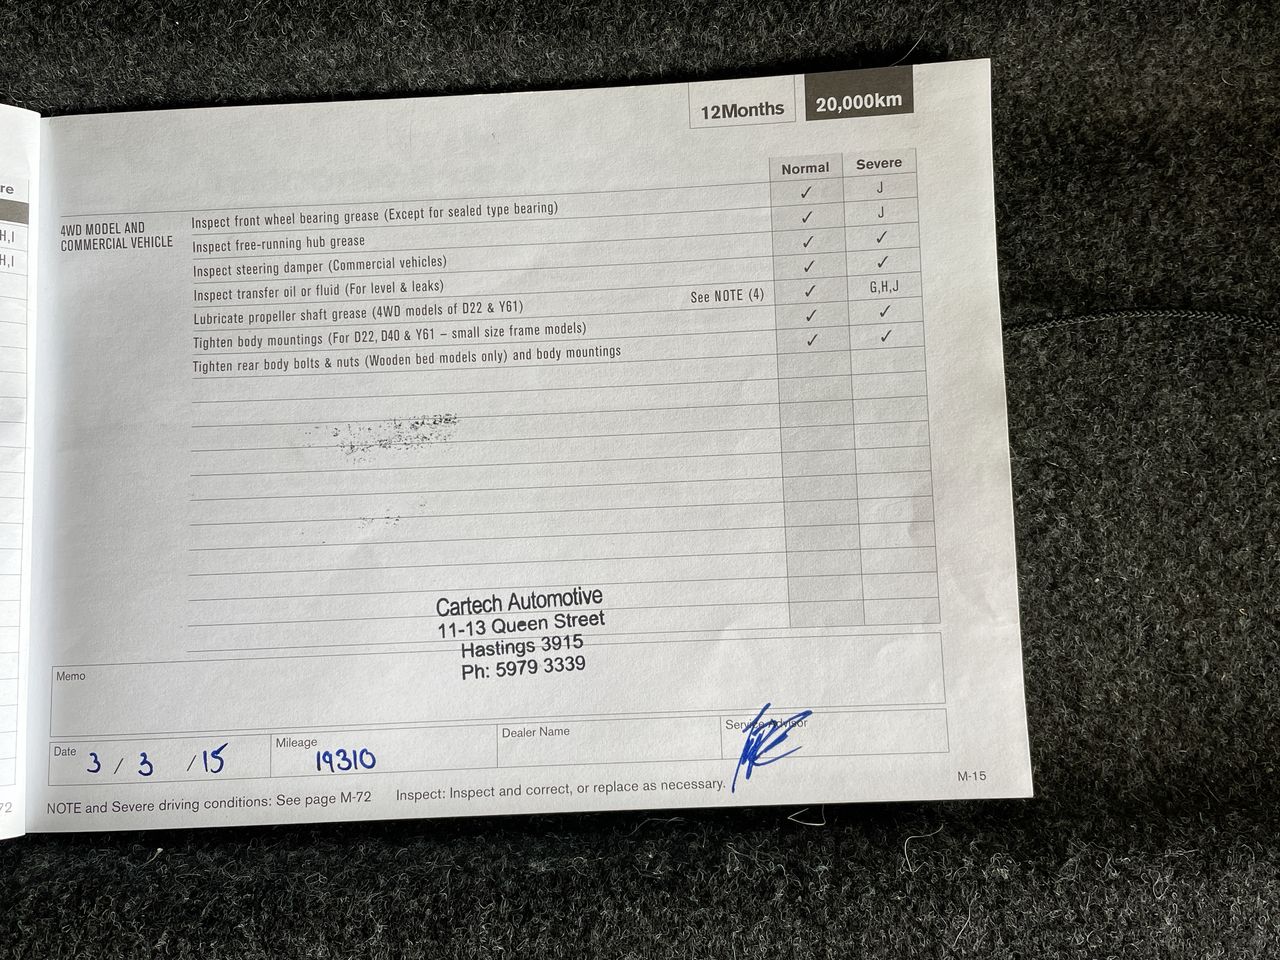 12Months 20,000km
Normal Severe
re
4WD MODEL AND
COMMERCIAL VEHICLE
Inspect front wheel bearing grease (Except for sealed type bearing) ✓ J
Inspect free-running hub grease ✓ J
Inspect steering damper (Commercial vehicles) ✓ ✓
Inspect transfer oil or fluid (For level & leaks) ✓ ✓
Lubricate propeller shaft grease (4WD models of D22 & Y61) See NOTE (4) ✓ G,H,J
Tighten body mountings (For D22, D40 & Y61 – small size frame models) ✓ ✓
Tighten rear body bolts & nuts (Wooden bed models only) and body mountings ✓ ✓
H,I
H,I
Cartech Automotive
11-13 Queen Street
Hastings 3915
Ph: 5979 3339
Memo
Date 3 / 3 / 15 Mileage 19310 Dealer Name Service Advisor
72 NOTE and Severe driving conditions: See page M-72 Inspect: Inspect and correct, or replace as necessary. M-15